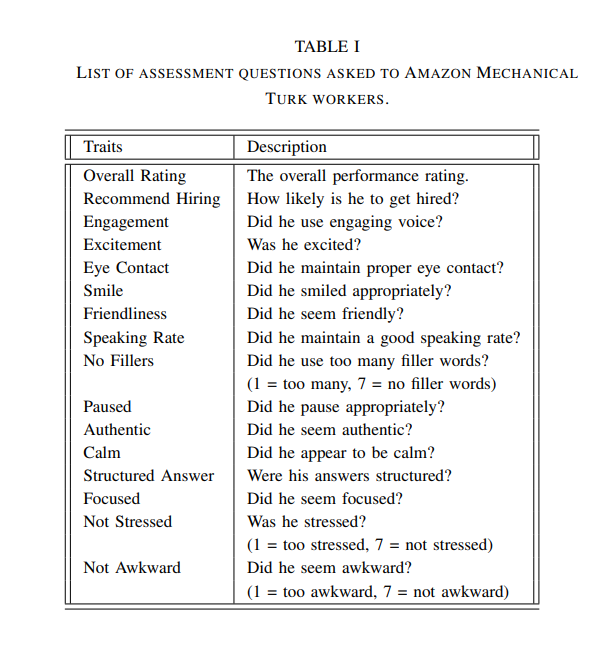 TABLE I
LIST OF ASSESSMENT QUESTIONS ASKED TO AMAZON MECHANICAL
TURK WORKERS.
Traits Description
Overall Rating The overall performance rating.
Recommend Hiring How likely is he to get hired?
Engagement Did he use engaging voice?
Excitement Was he excited?
Eye Contact Did he maintain proper eye contact?
Smile Did he smiled appropriately?
Friendliness Did he seem friendly?
Speaking Rate Did he maintain a good speaking rate?
No Fillers Did he use too many filler words?
(1 = too many, 7 = no filler words)
Paused Did he pause appropriately?
Authentic Did he seem authentic?
Calm Did he appear to be calm?
Structured Answer Were his answers structured?
Focused Did he seem focused?
Not Stressed Was he stressed?
(1 = too stressed, 7 = not stressed)
Not Awkward Did he seem awkward?
(1 = too awkward, 7 = not awkward)